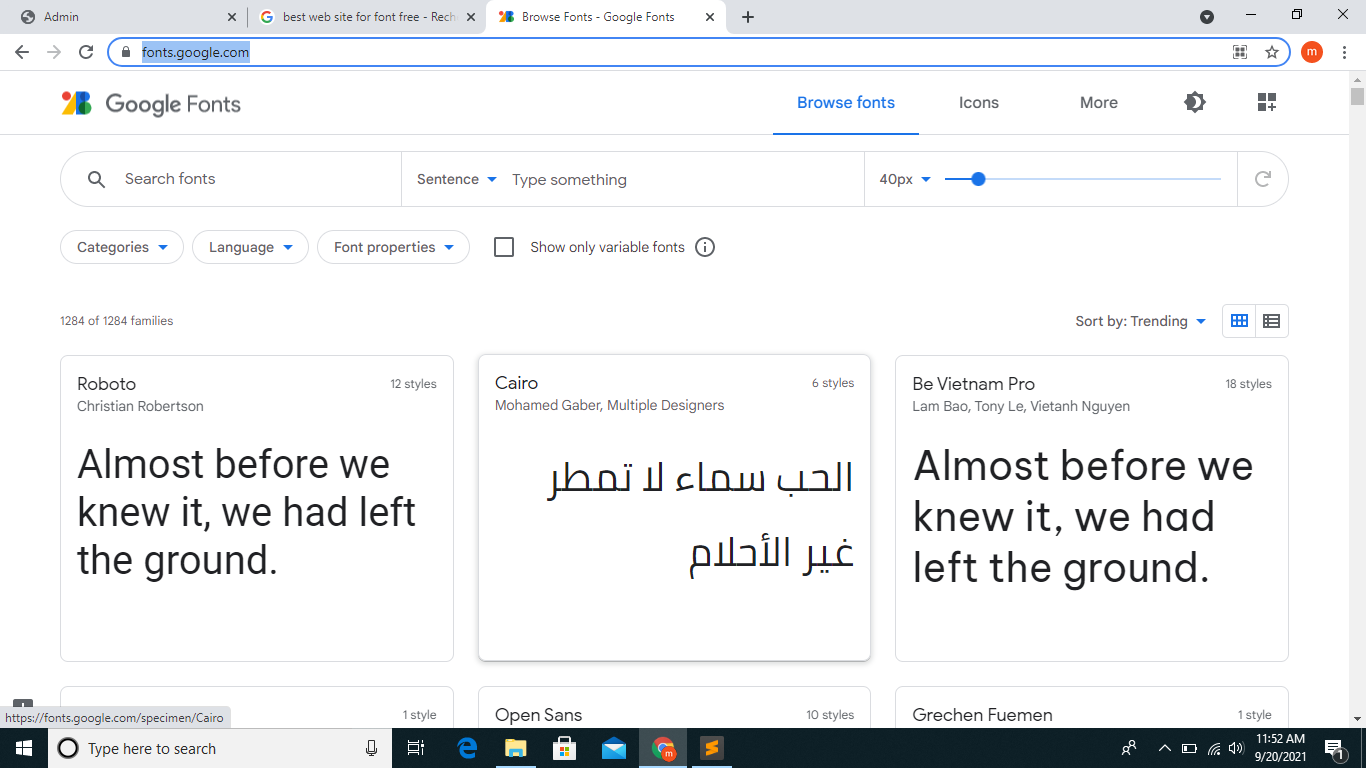 Admin
best web site for font free - Rech
Browse Fonts - Google Fonts
fonts.google.com
m
Google Fonts
Browse fonts
Icons
More
Search fonts
Sentence
Type something
40px
Categories
Language
Font properties
Show only variable fonts
1284 of 1284 families
Sort by: Trending
Roboto
12 styles
Christian Robertson
Almost before we
knew it, we had left
the ground.
Cairo
6 styles
Mohamed Gaber, Multiple Designers
الحب سماء لا تمطر
غير الأحلام
Be Vietnam Pro
18 styles
Lam Bao, Tony Le, Vietanh Nguyen
Almost before we
knew it, we had
left the ground.
1 style
Open Sans
10 styles
Grechen Fuemen
1 style
https://fonts.google.com/specimen/Cairo
Type here to search
m
11:52 AM
9/20/2021
1